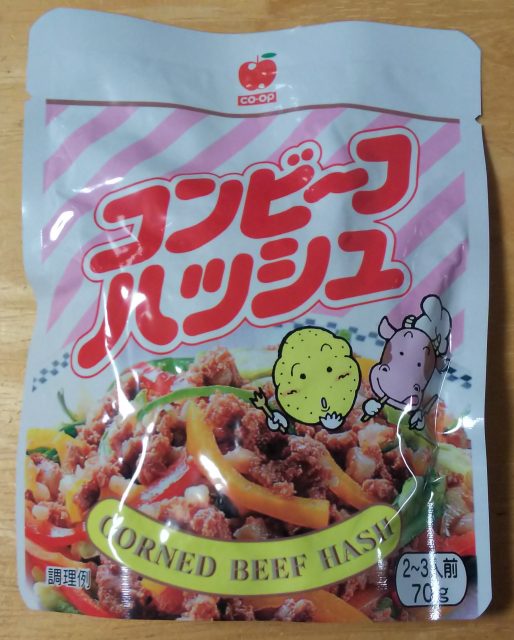 co-op
コンビーフ
ハッシュ
CORNED BEEF HASH
調理例
2~3人前
70g